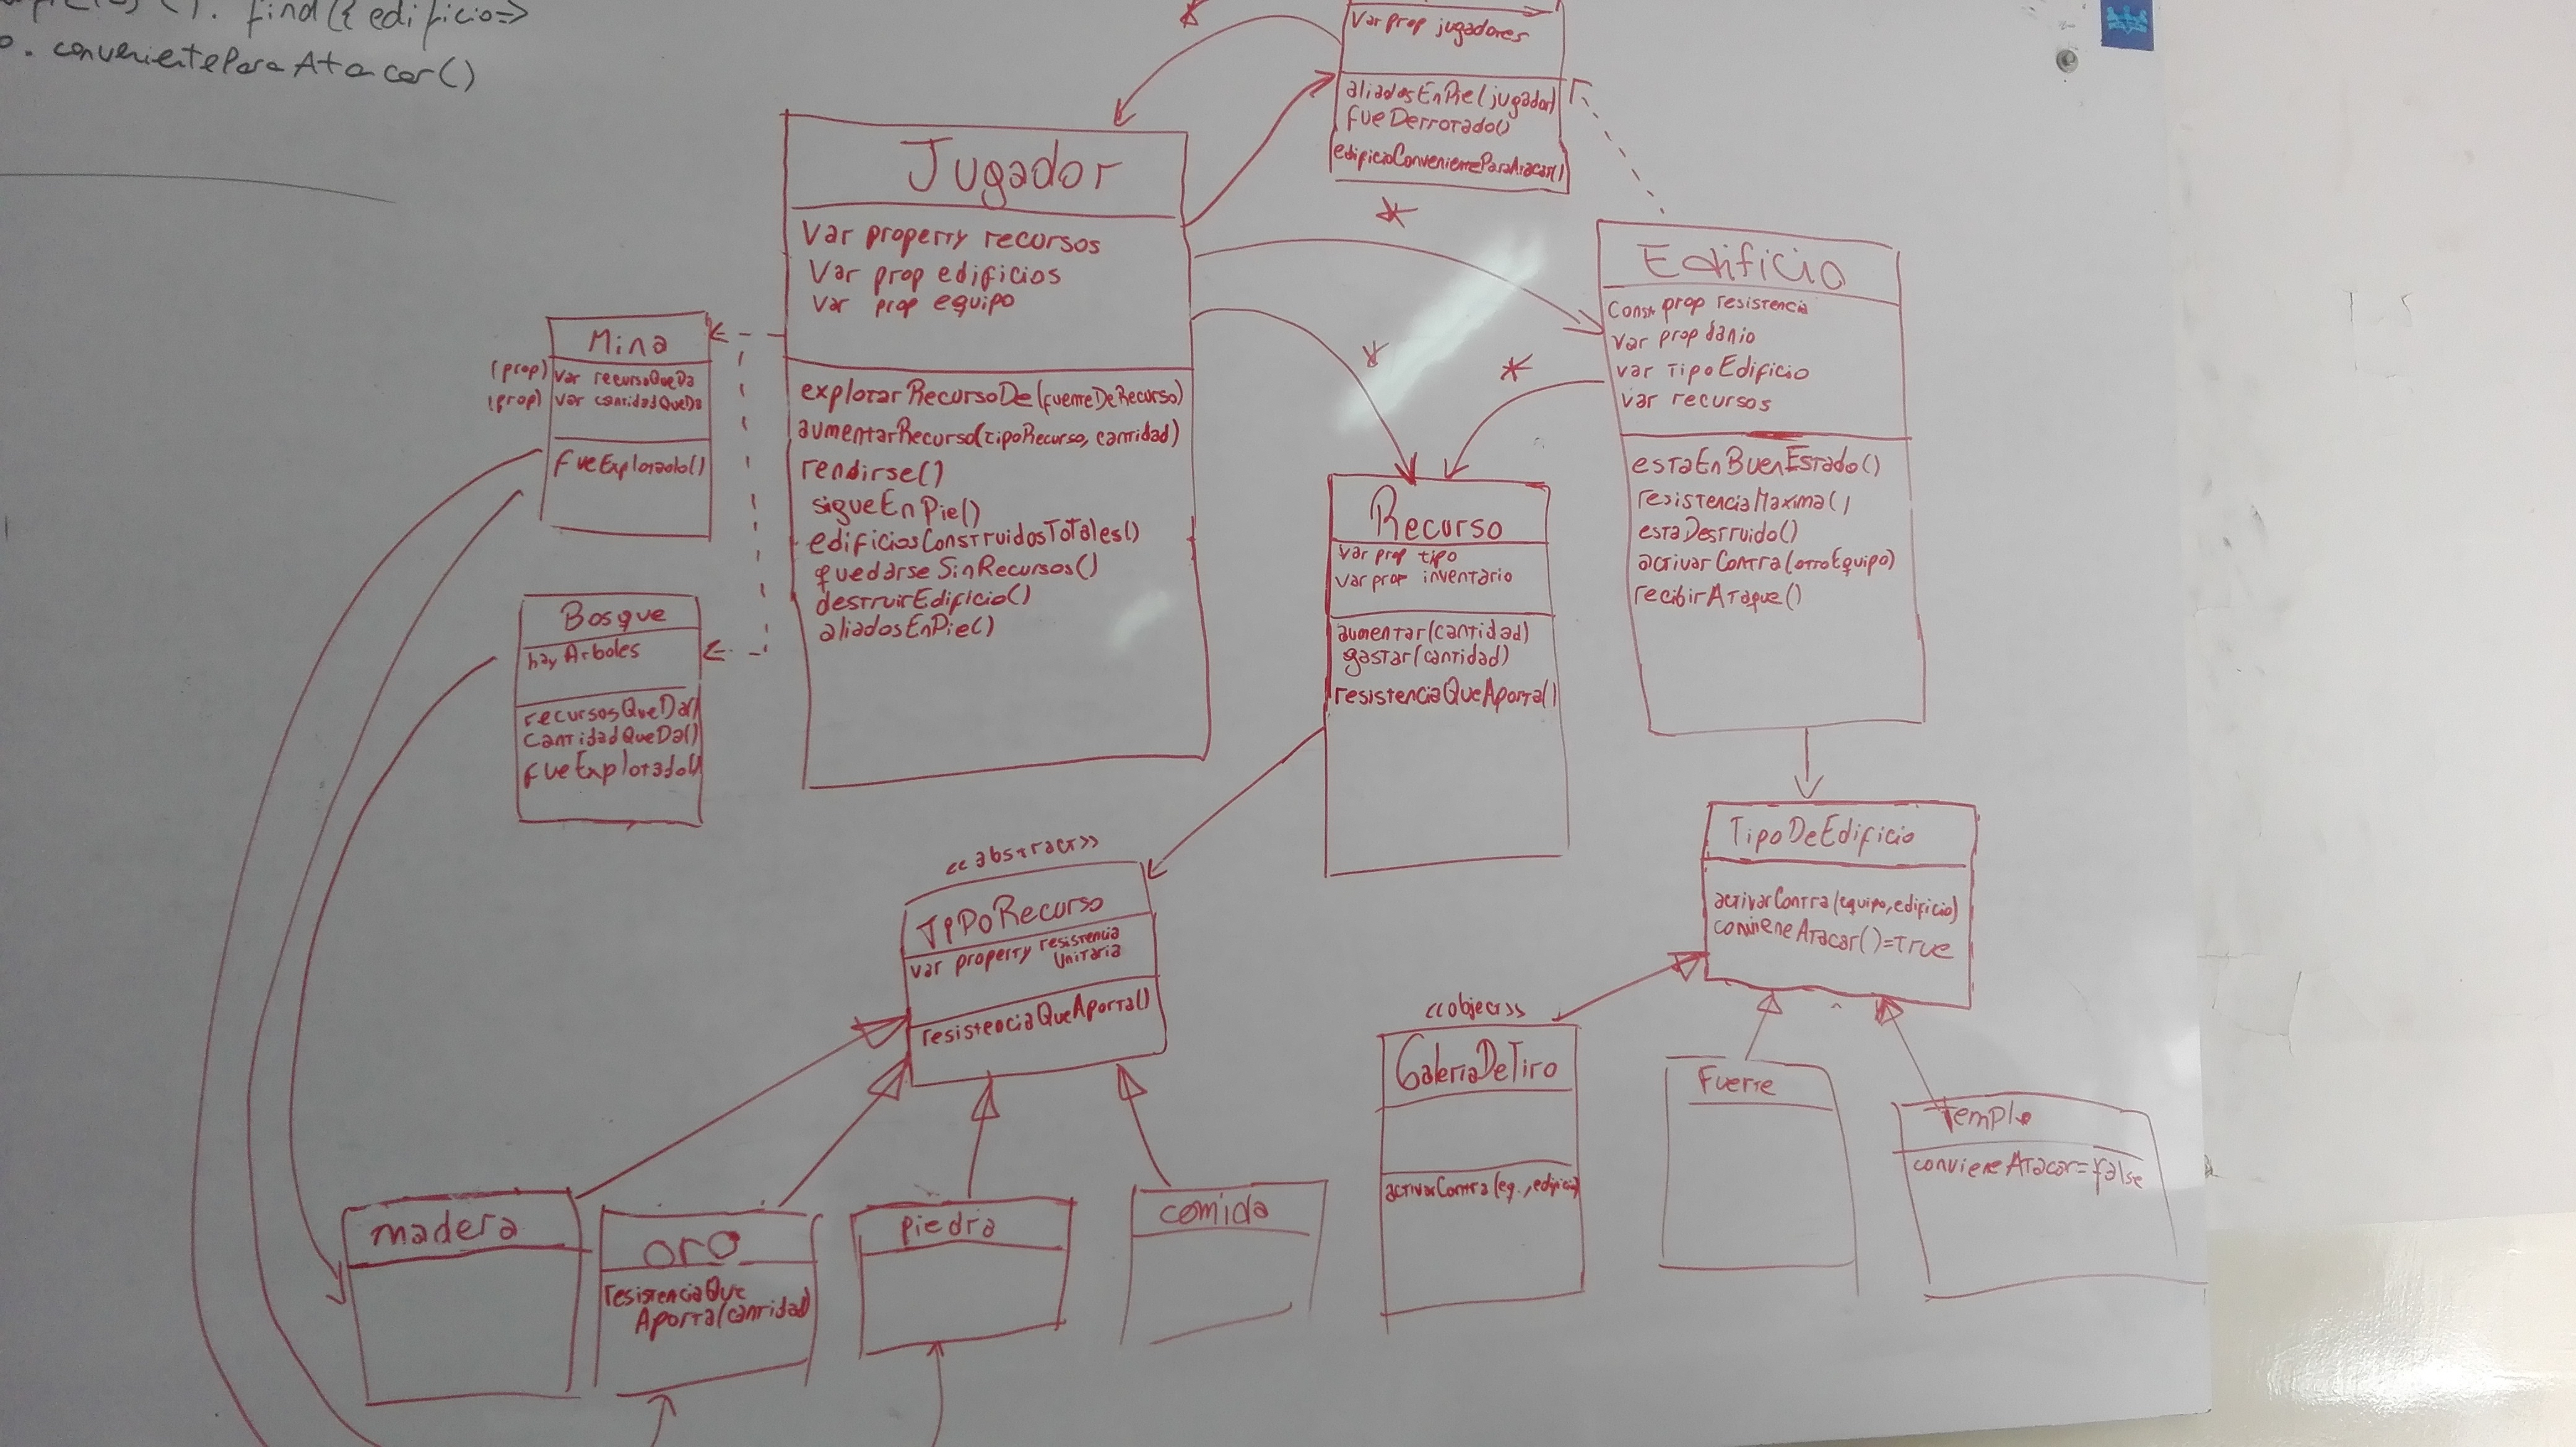 . find({ edificio=>
. convenienteParaAtacar()
*
Var prop jugadores
aliadosEnPie(jugador)
fueDerrotado()
edificioConvenienteParaAtacar()
Jugador
Var property recursos
Var prop edificios
Var prop equipo
explotarRecursoDe(fuenteDeRecurso)
aumentarRecurso(tipoRecurso, cantidad)
rendirse()
sigueEnPie()
edificiosConstruidosTotales()
quedarseSinRecursos()
destruirEdificio()
aliadosEnPie()
*
*
*
Edificio
Const prop resistencia
Var prop danio
var TipoEdificio
var recursos
estaEnBuenEstado()
resistenciaMaxima()
estaDestruido()
activarContra(otroEquipo)
recibirAtaque()
Mina
(prop) var recursoQueDa
(prop) var cantidadQueDa
fueExplotado()
Bosque
hayArboles
recursosQueDa()
cantidadQueDa()
fueExplotado()
Recurso
Var prop tipo
Var prop inventario
aumentar(cantidad)
gastar(cantidad)
resistenciaQueAporta()
<<abstract>>
TipoRecurso
var property resistencia
Unitaria
resistenciaQueAporta()
TipoDeEdificio
activarContra(equipo, edificio)
convieneAtacar()=true
<<object>>
GaleriaDeTiro
activarContra(eq., edificio)
Fuerte
Templo
convieneAtacar=false
madera
oro
resistenciaQue
Aporta(cantidad)
piedra
comida